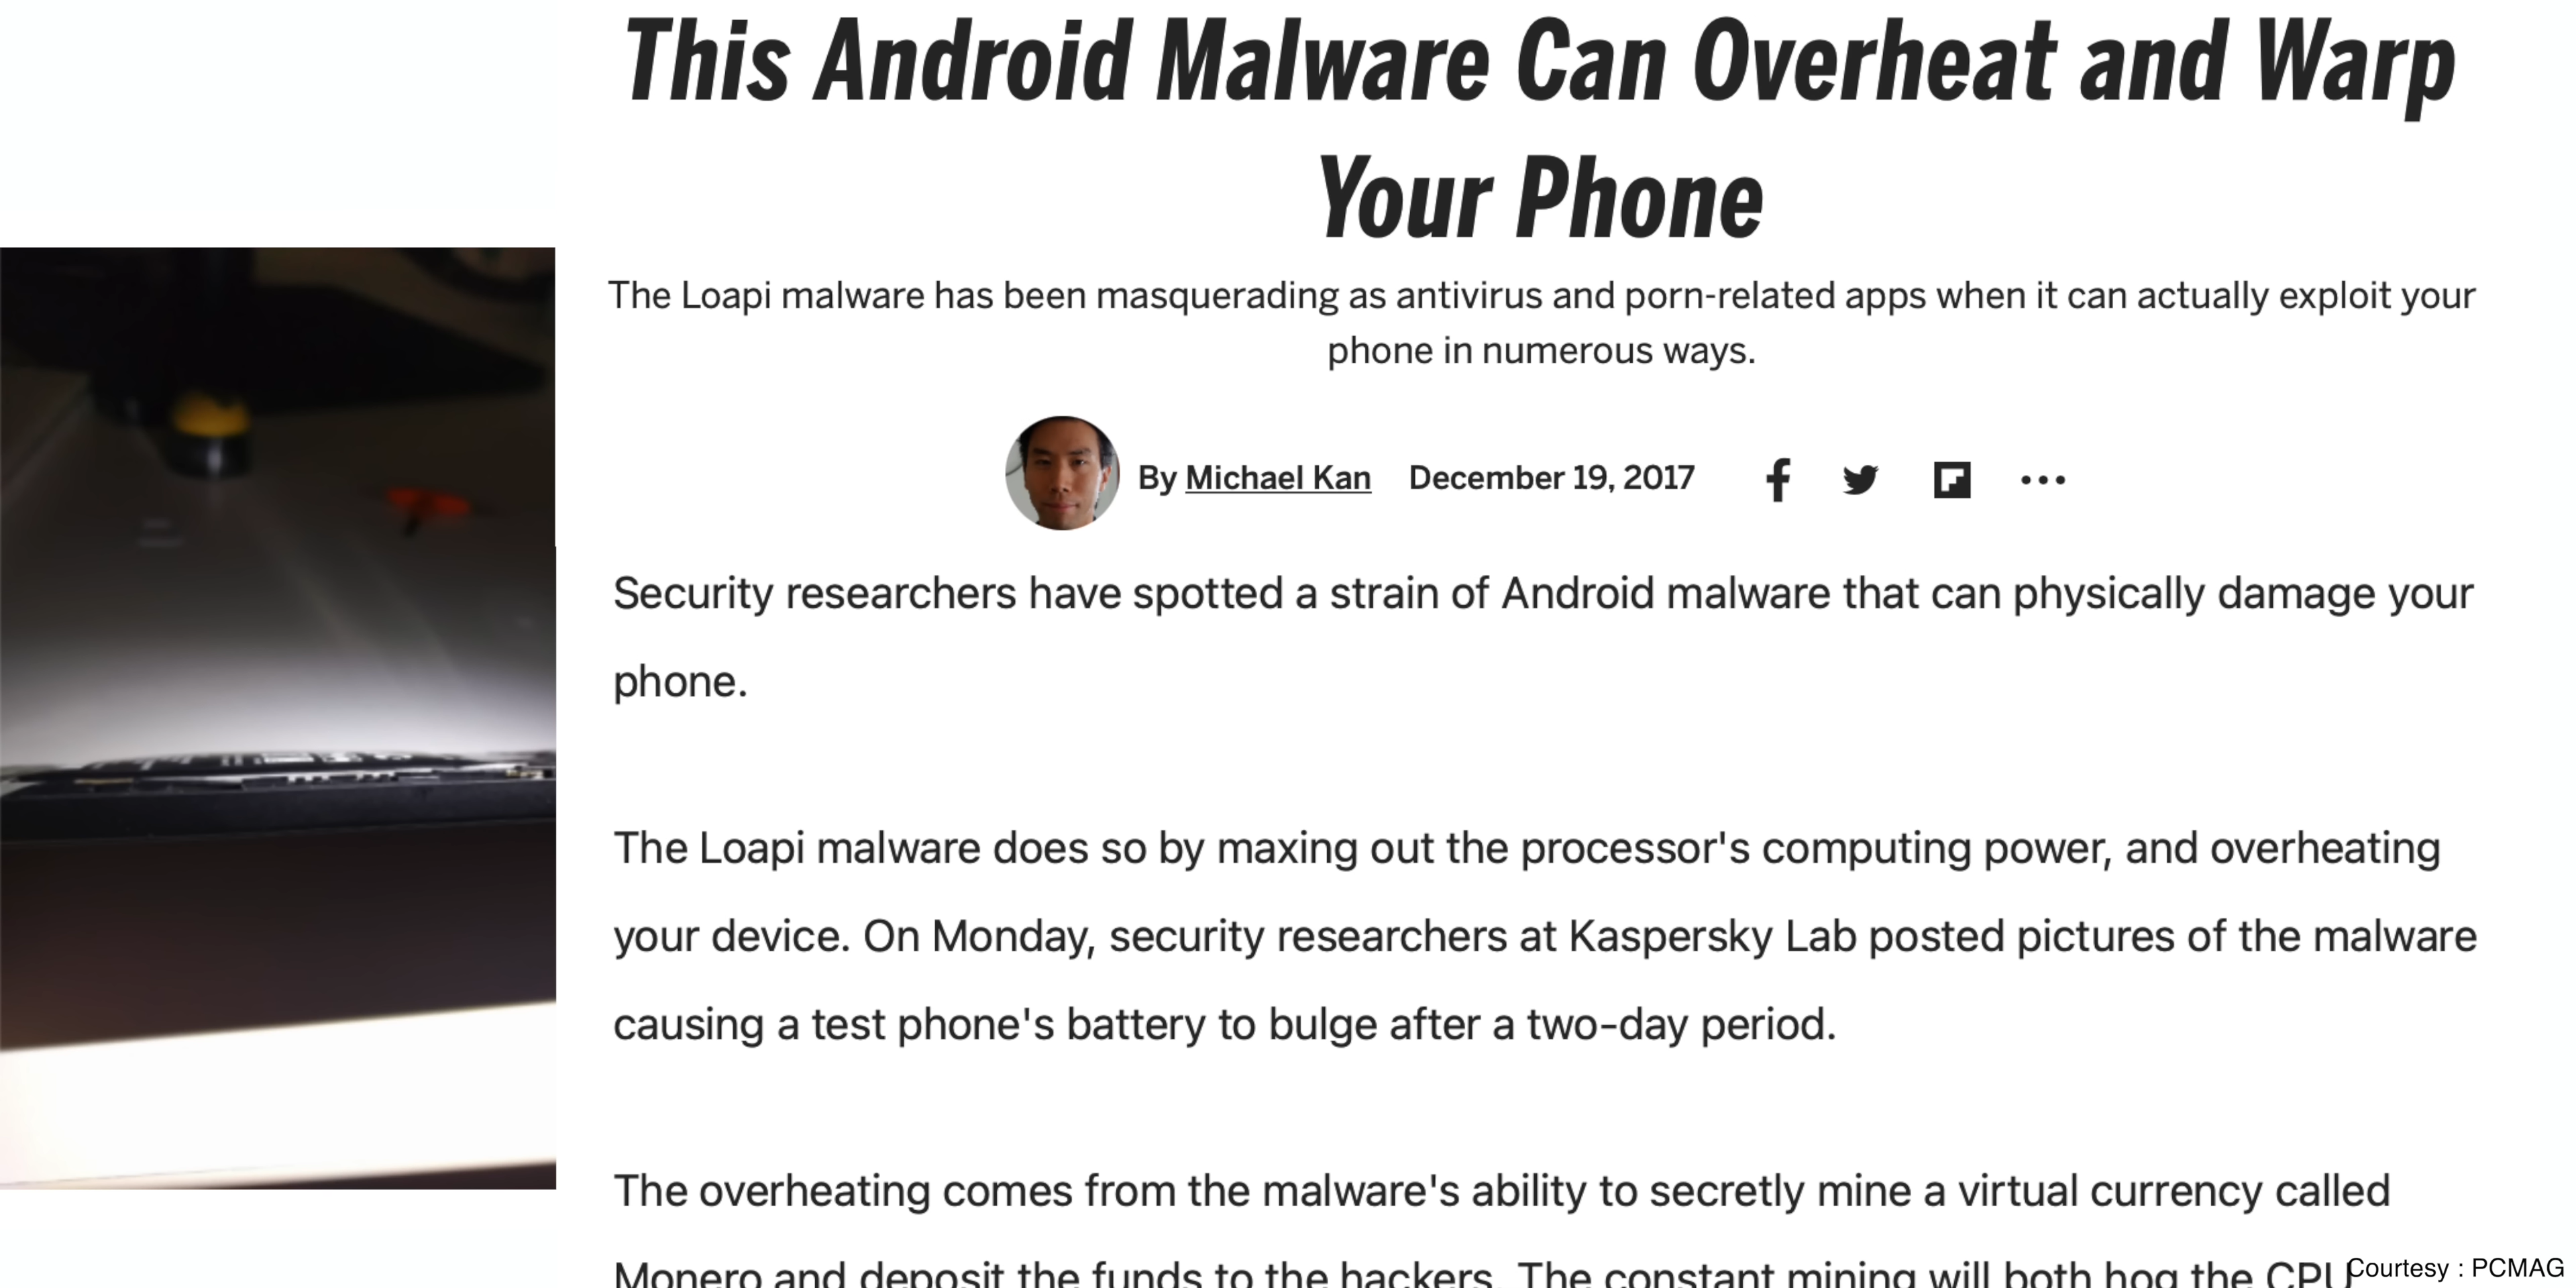 This Android Malware Can Overheat and Warp
Your Phone
The Loapi malware has been masquerading as antivirus and porn-related apps when it can actually exploit your
phone in numerous ways.
By Michael Kan December 19, 2017
Security researchers have spotted a strain of Android malware that can physically damage your
phone.
The Loapi malware does so by maxing out the processor's computing power, and overheating
your device. On Monday, security researchers at Kaspersky Lab posted pictures of the malware
causing a test phone's battery to bulge after a two-day period.
The overheating comes from the malware's ability to secretly mine a virtual currency called
Monero and deposit the funds to the hackers. The constant mining will both hog the CPU
Courtesy : PCMAG